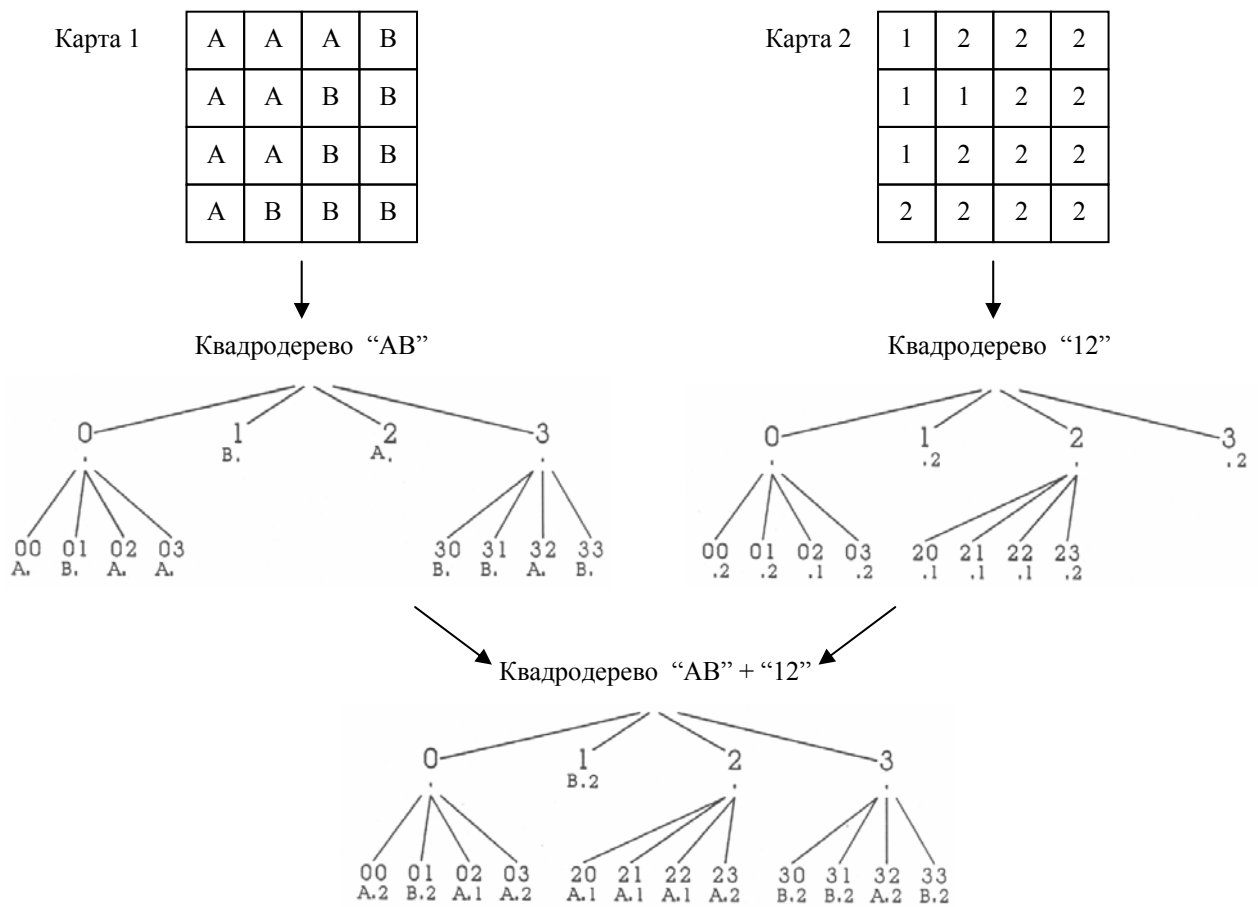 Карта 1
A A A B
A A B B
A A B B
A B B B
Карта 2
1 2 2 2
1 1 2 2
1 2 2 2
2 2 2 2
Квадродерево “AB”
0 1 2 3
. B. A. .
00 01 02 03 30 31 32 33
A. B. A. A. B. B. A. B.
Квадродерево “12”
0 1 2 3
. .2 . .2
00 01 02 03 20 21 22 23
.2 .2 .1 .2 .1 .1 .1 .2
Квадродерево “AB” + “12”
0 1 2 3
. B.2 . .
00 01 02 03 20 21 22 23 30 31 32 33
A.2 B.2 A.1 A.2 A.1 A.1 A.1 A.2 B.2 B.2 A.2 B.2